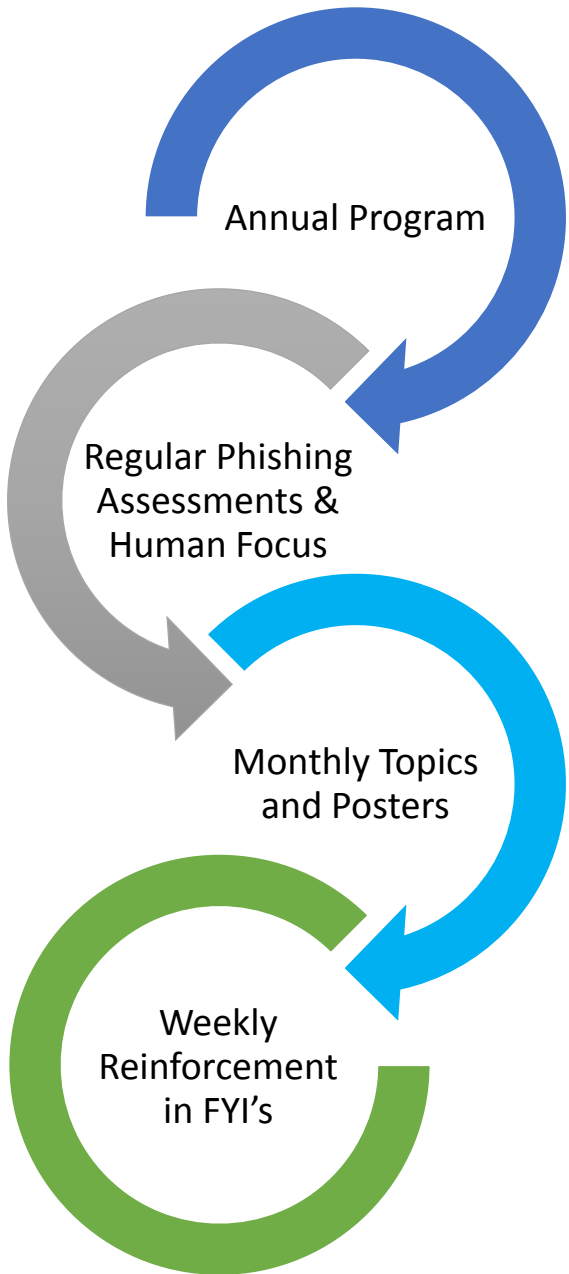 Annual Program
Regular Phishing
Assessments &
Human Focus
Monthly Topics
and Posters
Weekly
Reinforcement
in FYI’s